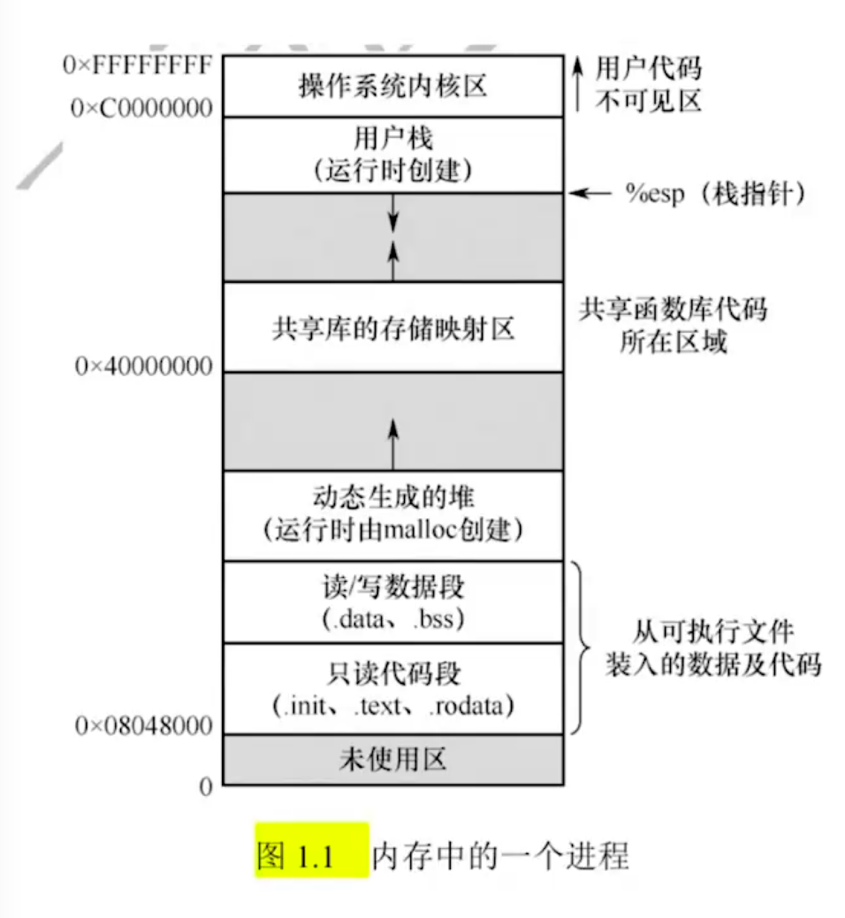 0×FFFFFFFF
操作系统内核区
用户代码
不可见区
0×C0000000
用户栈
(运行时创建)
%esp（栈指针）
共享库的存储映射区
共享函数库代码
所在区域
0×40000000
动态生成的堆
(运行时由malloc创建)
读/写数据段
(.data、.bss)
从可执行文件
装入的数据及代码
只读代码段
(.init、.text、.rodata)
0×08048000
未使用区
0
图 1.1 内存中的一个进程